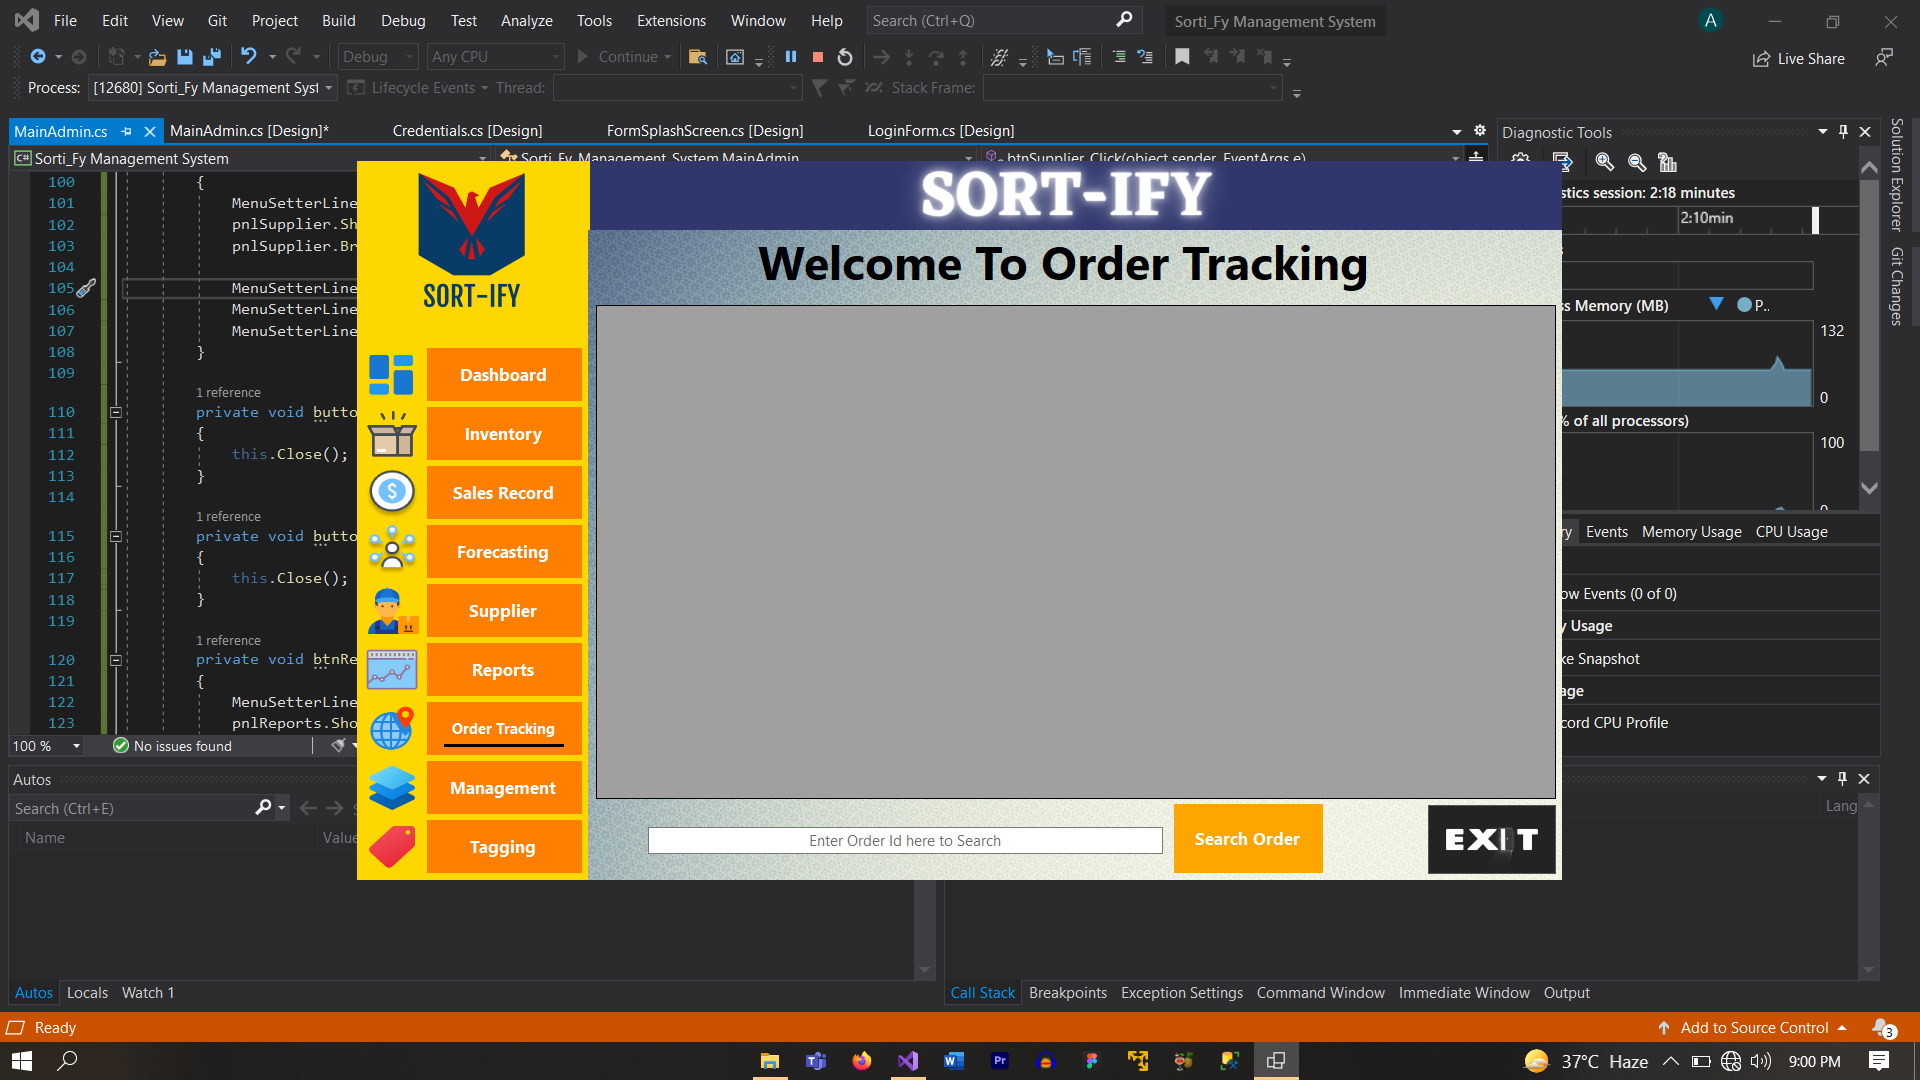 File Edit View Git Project Build Debug Test Analyze Tools Extensions Window Help Search (Ctrl+Q) Sorti_Fy Management System A
Debug Any CPU Continue Live Share
Process: [12680] Sorti_Fy Management Syst Lifecycle Events Thread: Stack Frame:
MainAdmin.cs MainAdmin.cs [Design]* Credentials.cs [Design] FormSplashScreen.cs [Design] LoginForm.cs [Design]
C# Sorti_Fy Management System Sorti_Fy_Management_System.MainAdmin btnSupplier_Click(object sender, EventArgs e)
100 {
101 MenuSetterLine
102 pnlSupplier.Sh
103 pnlSupplier.Br
104
105 MenuSetterLine
106 MenuSetterLine
107 MenuSetterLine
108 }
109
1 reference
110 private void butto
111 {
112 this.Close();
113 }
114
1 reference
115 private void butto
116 {
117 this.Close();
118 }
119
1 reference
120 private void btnRe
121 {
122 MenuSetterLine
123 pnlReports.Sho
100 % No issues found
SORT-IFY
SORT-IFY
Welcome To Order Tracking
Dashboard
Inventory
Sales Record
Forecasting
Supplier
Reports
Order Tracking
Management
Tagging
Enter Order Id here to Search
Search Order
EXIT
Diagnostic Tools
stics session: 2:18 minutes
2:10min
s Memory (MB) P..
132
0
% of all processors)
100
0
ry Events Memory Usage CPU Usage
ow Events (0 of 0)
y Usage
ke Snapshot
age
cord CPU Profile
Solution Explorer
Git Changes
Autos
Search (Ctrl+E)
Name Value
Lang
Autos Locals Watch 1
Call Stack Breakpoints Exception Settings Command Window Immediate Window Output
Ready Add to Source Control 3
37°C Haze 9:00 PM